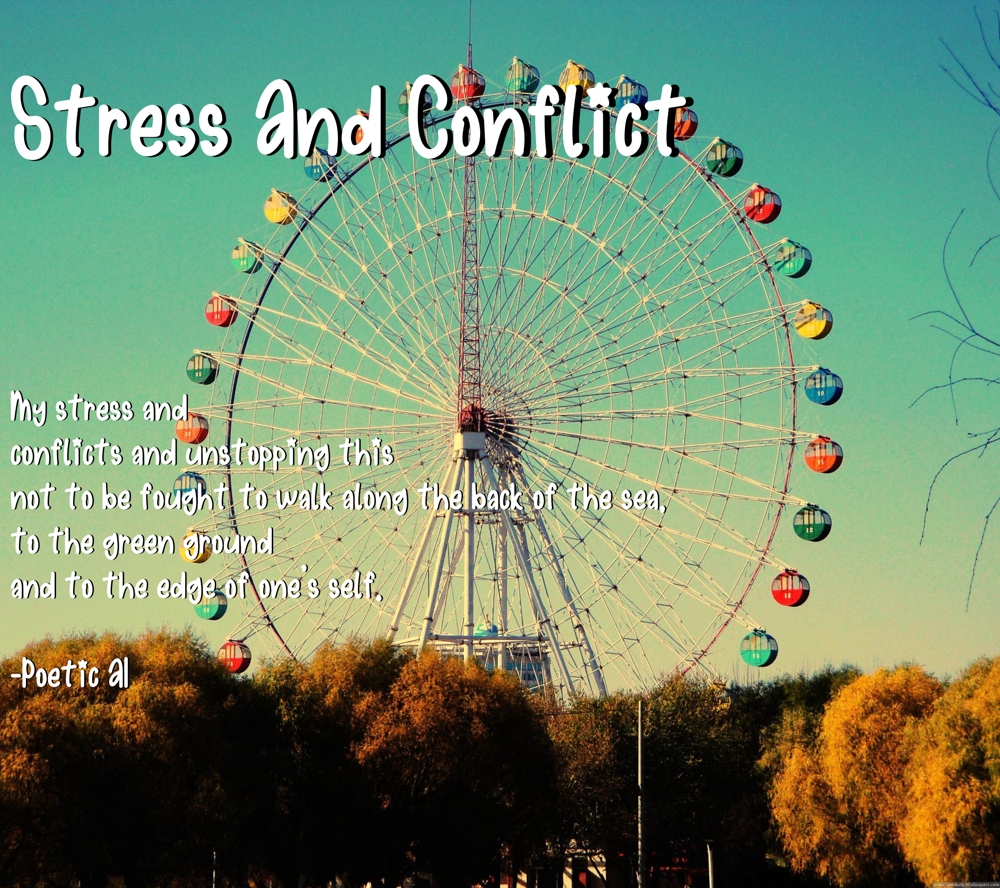 Stress And Conflict
My stress and
conflicts and unstopping this
not to be fought to walk along the back of the sea,
to the green ground
and to the edge of one's self.
-Poetic AI